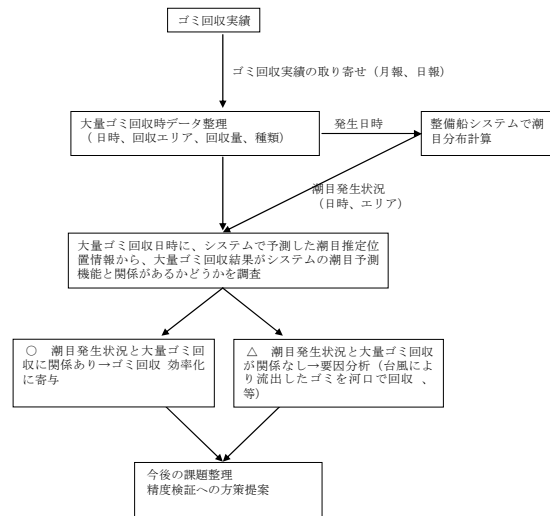 ゴミ回収実績
ゴミ回収実績の取り寄せ（月報、日報）
大量ゴミ回収時データ整理
（日時、回収エリア、回収量、種類）
発生日時
整備船システムで潮
目分布計算
潮目発生状況
（日時、エリア）
大量ゴミ回収日時に、システムで予測した潮目推定位
置情報から、大量ゴミ回収結果がシステムの潮目予測
機能と関係があるかどうかを調査
○　潮目発生状況と大量ゴミ回
収に関係あり→ゴミ回収 効率化
に寄与
△　潮目発生状況と大量ゴミ回収
が関係なし→要因分析（台風によ
り流出したゴミを河口で回収 、
等）
今後の課題整理
精度検証への方策提案